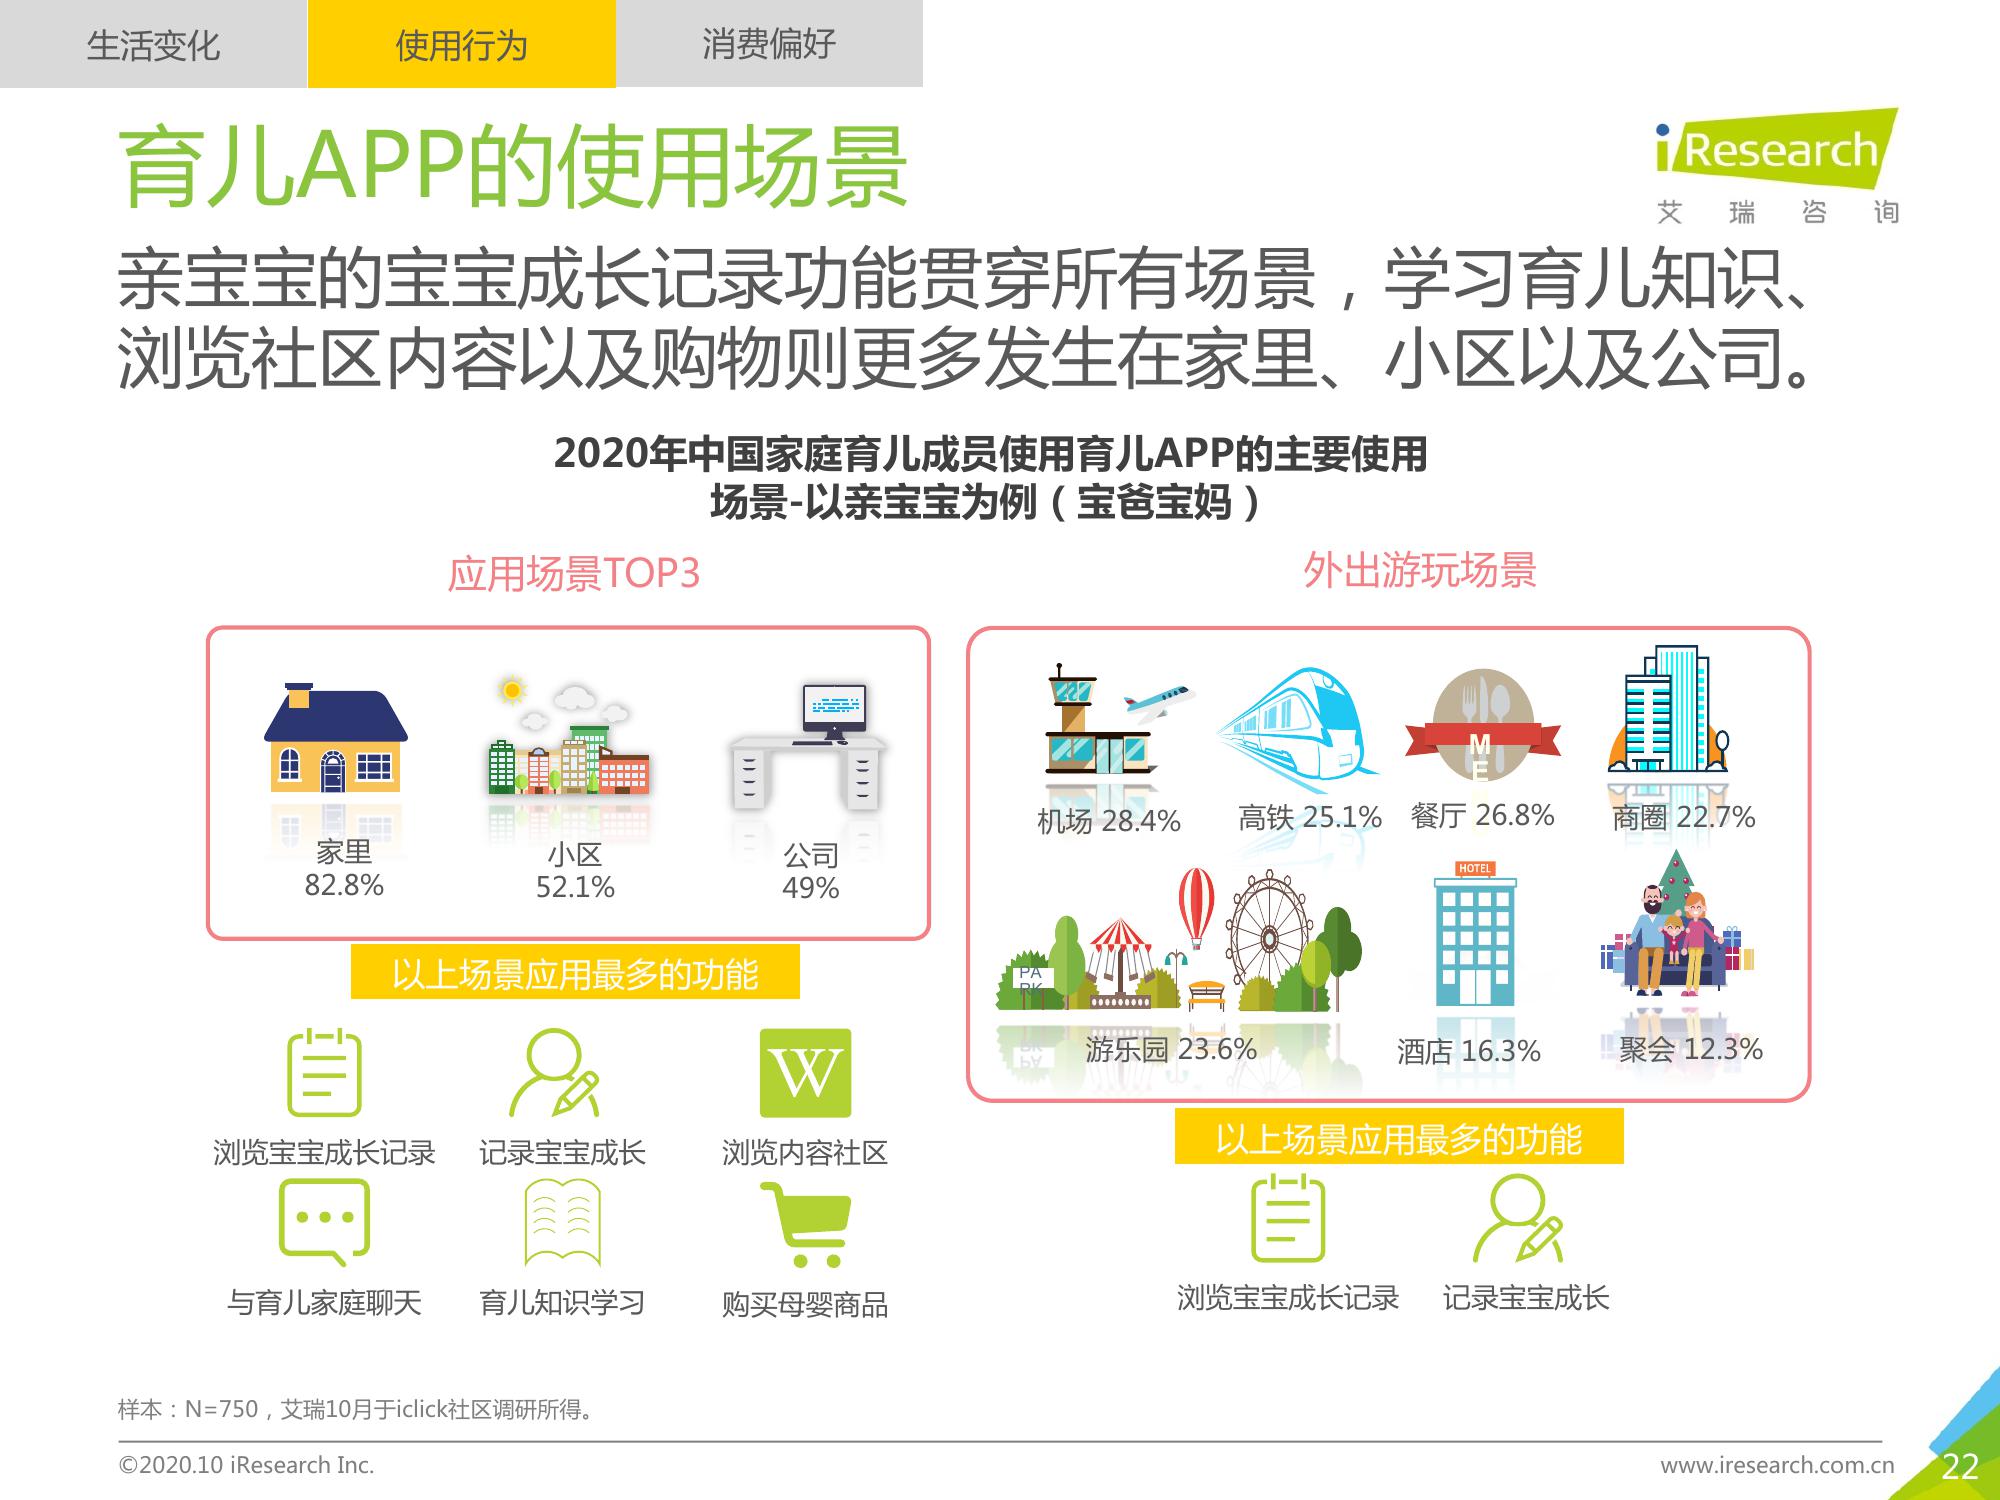 生活变化
使用行为
消费偏好
育儿APP的使用场景
iResearch
艾瑞咨询
亲宝宝的宝宝成长记录功能贯穿所有场景，学习育儿知识、
浏览社区内容以及购物则更多发生在家里、小区以及公司。
2020年中国家庭育儿成员使用育儿APP的主要使用
场景-以亲宝宝为例（宝爸宝妈）
应用场景TOP3
家里
82.8%
小区
52.1%
公司
49%
以上场景应用最多的功能
浏览宝宝成长记录
记录宝宝成长
W
浏览内容社区
与育儿家庭聊天
育儿知识学习
购买母婴商品
外出游玩场景
M
E
机场 28.4%
高铁 25.1%
餐厅 26.8%
商圈 22.7%
PA
RK
HOTEL
游乐园 23.6%
酒店 16.3%
聚会 12.3%
以上场景应用最多的功能
浏览宝宝成长记录
记录宝宝成长
样本：N=750，艾瑞10月于iclick社区调研所得。
©2020.10 iResearch Inc.
www.iresearch.com.cn
22